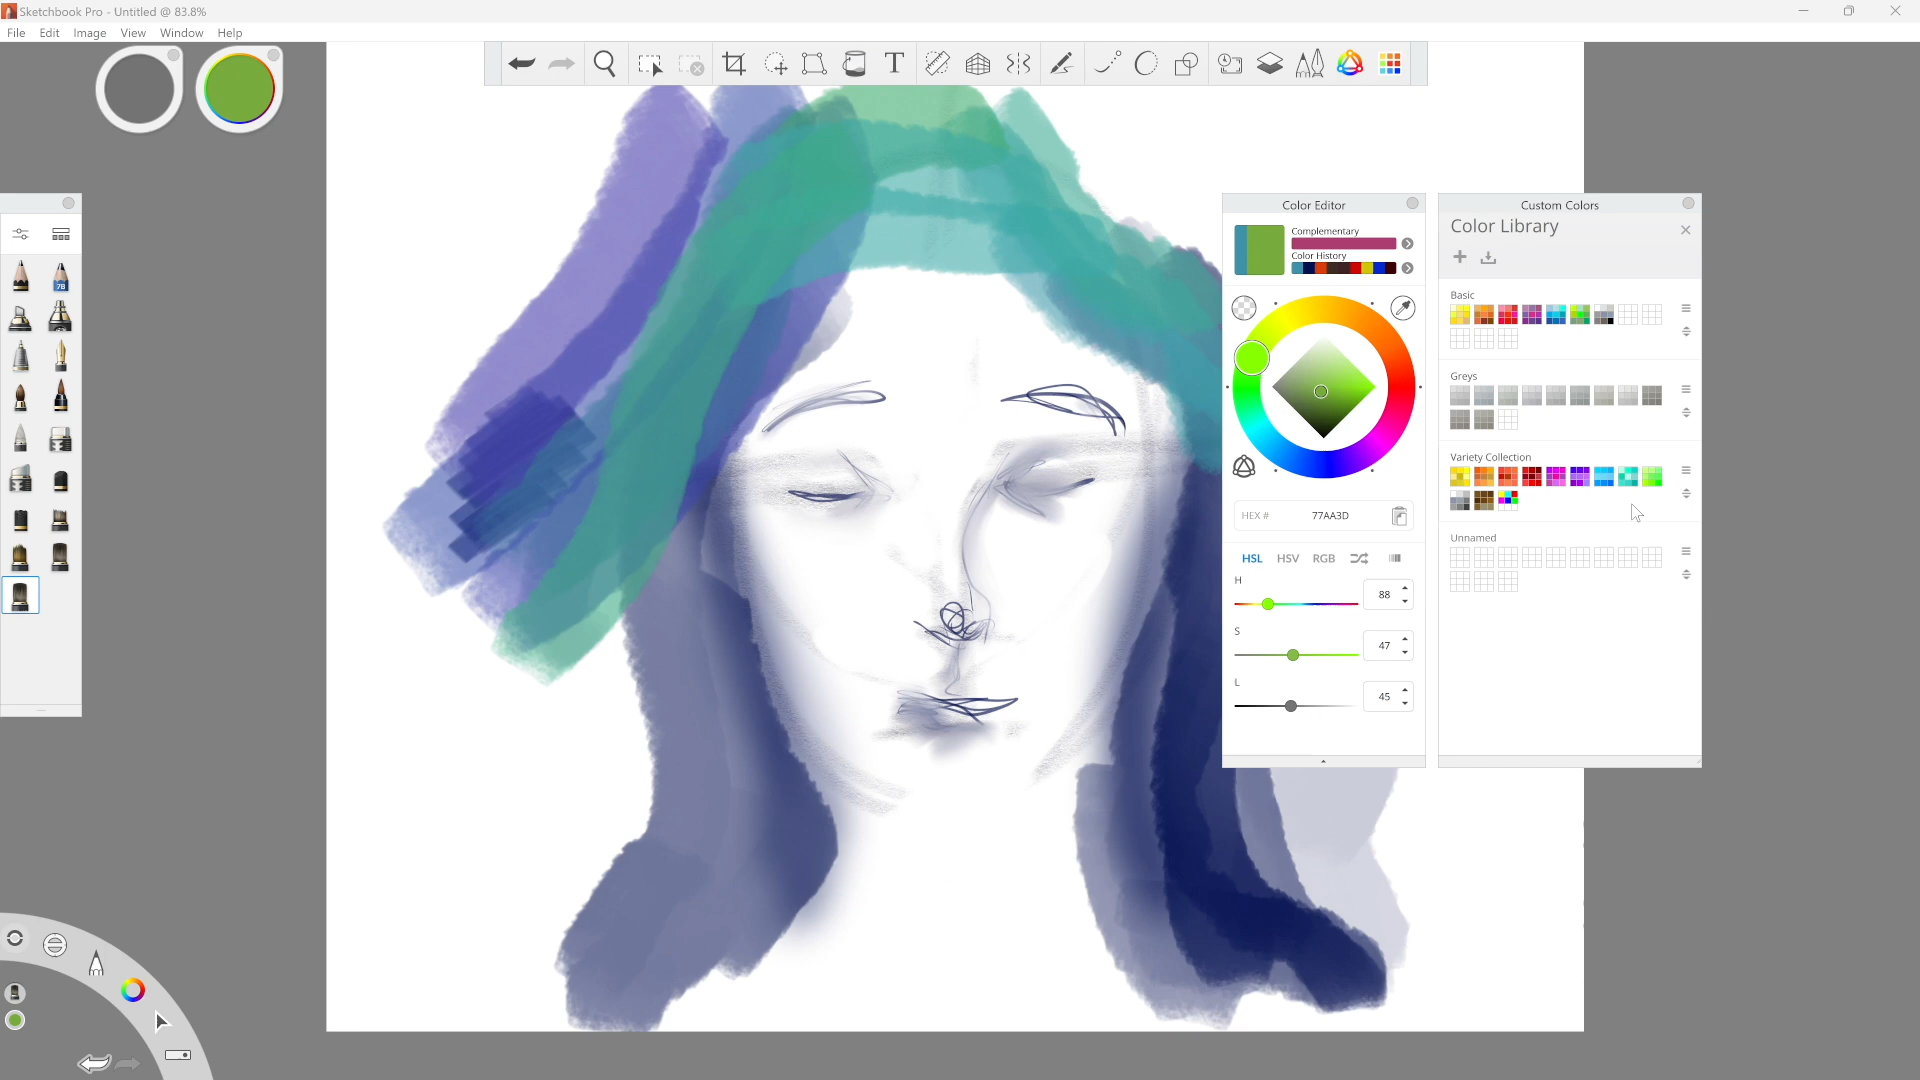 Sketchbook Pro - Untitled @ 83.8%
File Edit Image View Window Help
T
Color Editor
Complementary
Color History
HEX # 77AA3D
HSL HSV RGB
H
88
S
47
L
45
Custom Colors
Color Library
Basic
Greys
Variety Collection
Unnamed
7B